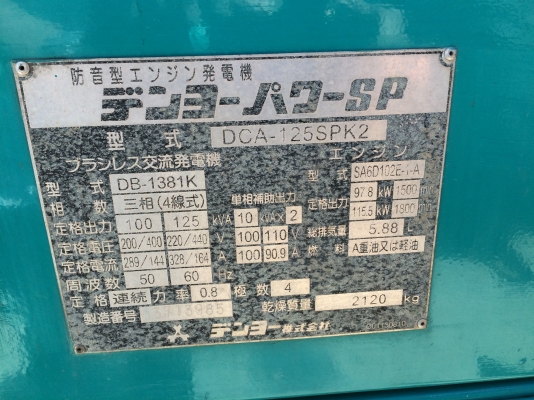 防音型エンジン発電機
デンヨーパワーSP
型式 DCA-125SPK2
ブラシレス交流発電機 エンジン
型式 DB-1381K 型式 SA6D102E-1-A
相数 三相(4線式) 単相補助出力 定格出力 97.8 kW 1500 min
定格出力 100 125 kVA 10 kVA×2 115.5 kW 1800 min
定格電圧 200/400 220/440 V 100 110 V 総排気量 5.88 L
定格電流 289/144 328/164 A 100 90.9 A 燃料 A重油又は軽油
周波数 50 60 Hz
定格 連続 力率 0.8 極数 4
製造番号 乾燥質量 2120 kg
デンヨー株式会社